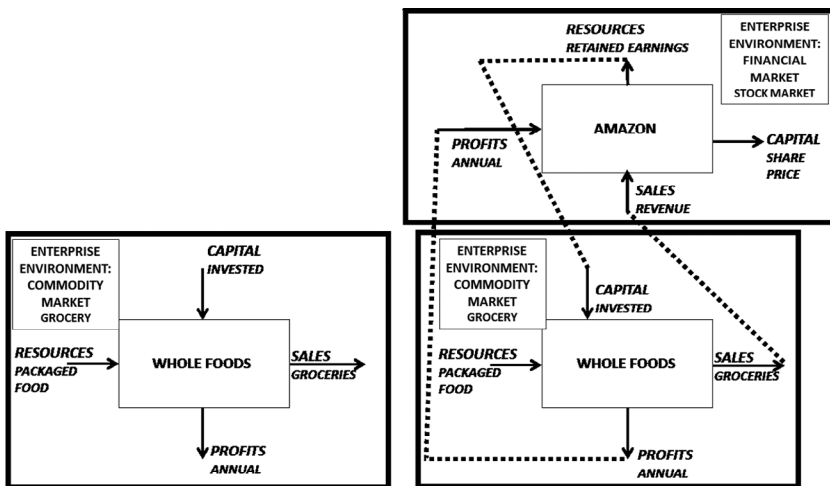 RESOURCES
RETAINED EARNINGS
ENTERPRISE
ENVIRONMENT:
FINANCIAL
MARKET
STOCK MARKET
AMAZON
PROFITS
ANNUAL
CAPITAL
SHARE
PRICE
SALES
REVENUE
ENTERPRISE
ENVIRONMENT:
COMMODITY
MARKET
GROCERY
CAPITAL
INVESTED
RESOURCES
PACKAGED
FOOD
WHOLE FOODS
SALES
GROCERIES
PROFITS
ANNUAL
ENTERPRISE
ENVIRONMENT:
COMMODITY
MARKET
GROCERY
CAPITAL
INVESTED
RESOURCES
PACKAGED
FOOD
WHOLE FOODS
SALES
GROCERIES
PROFITS
ANNUAL